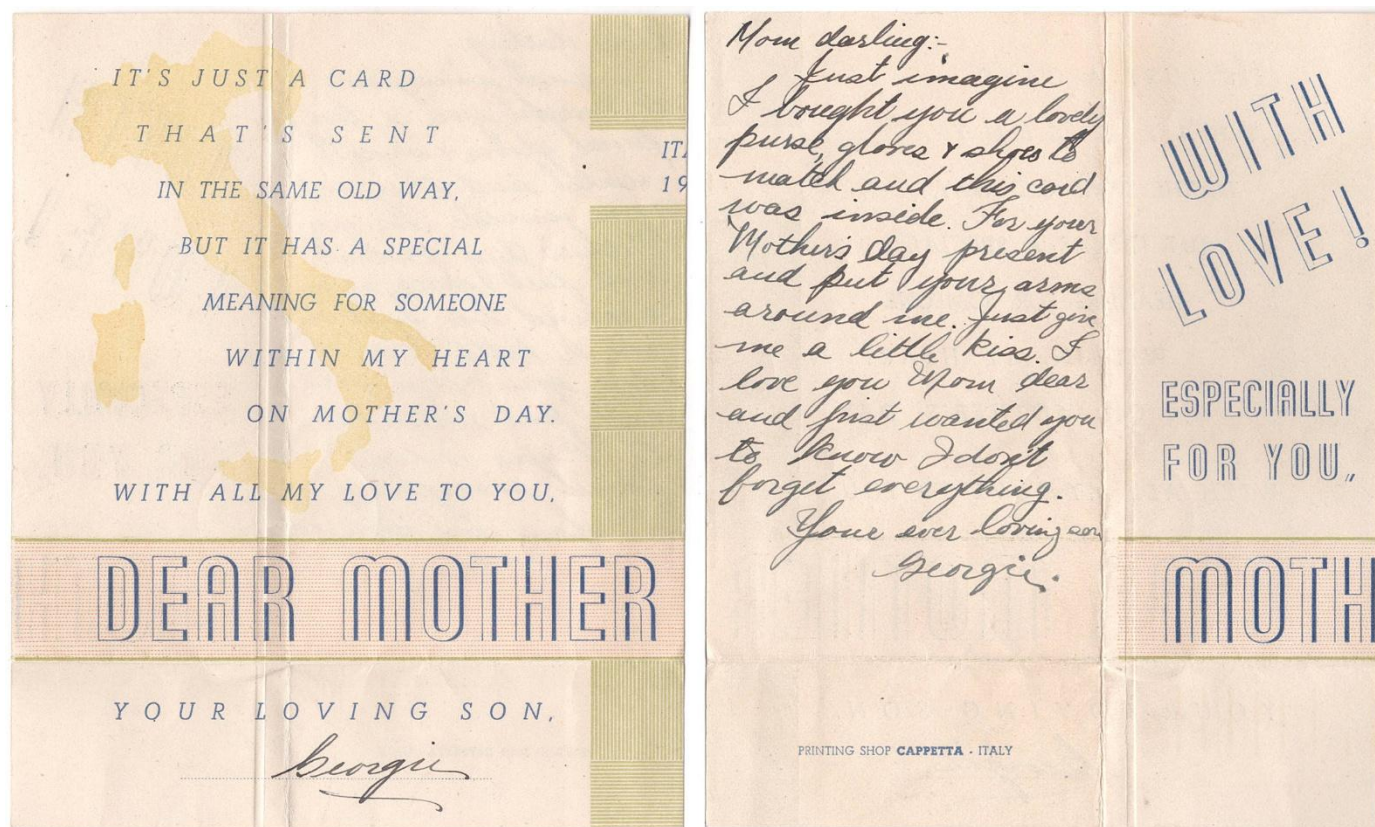 IT'S JUST A CARD
THAT'S SENT
IN THE SAME OLD WAY,
BUT IT HAS A SPECIAL
MEANING FOR SOMEONE
WITHIN MY HEART
ON MOTHER'S DAY.
WITH ALL MY LOVE TO YOU,
DEAR MOTHER
YOUR LOVING SON,
Georgie
ITA
19
Mom darling:-
Just imagine
I bought you a lovely
purse, gloves & shoes to
match and this card
was inside. For your
Mother's day present
and put your arms
around me. Just give
me a little kiss. I
love you Mom dear
and just wanted you
to know I don't
forget everything.
Your ever loving son
Georgie.
PRINTING SHOP CAPPETTA - ITALY
WITH
LOVE!
ESPECIALLY
FOR YOU,,
MOTH